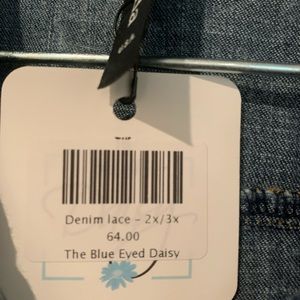 Denim lace - 2x/3x
64.00
The Blue Eyed Daisy